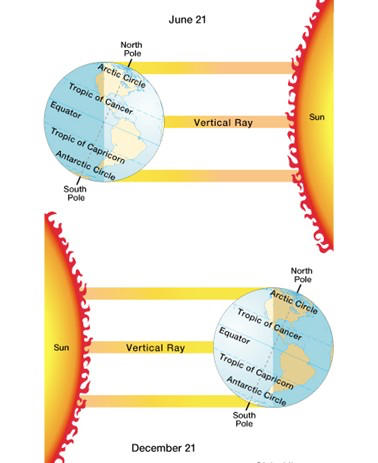 June 21
North
Pole
Arctic Circle
Tropic of Cancer
Equator
Vertical Ray
Sun
Tropic of Capricorn
Antarctic Circle
South
Pole
North
Pole
Arctic Circle
Tropic of Cancer
Equator
Sun
Vertical Ray
Tropic of Capricorn
Antarctic Circle
South
Pole
December 21